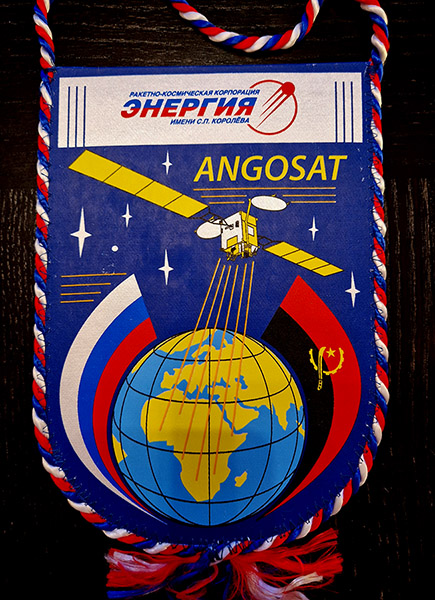 РАКЕТНО-КОСМИЧЕСКАЯ КОРПОРАЦИЯ
ЭНЕРГИЯ
ИМЕНИ С.П. КОРОЛЁВА
ANGOSAT